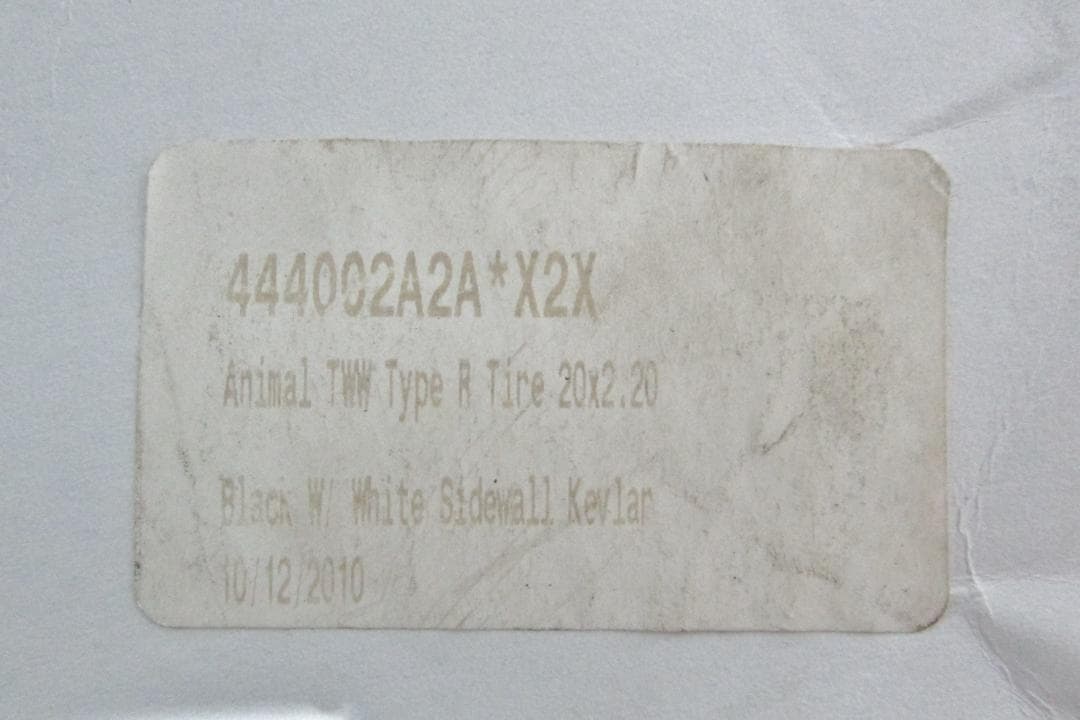 444002A2A*X2X
Animal TWW Type R Tire 20x2.20
Black W/ White Sidewall Kevlar
10/12/2010